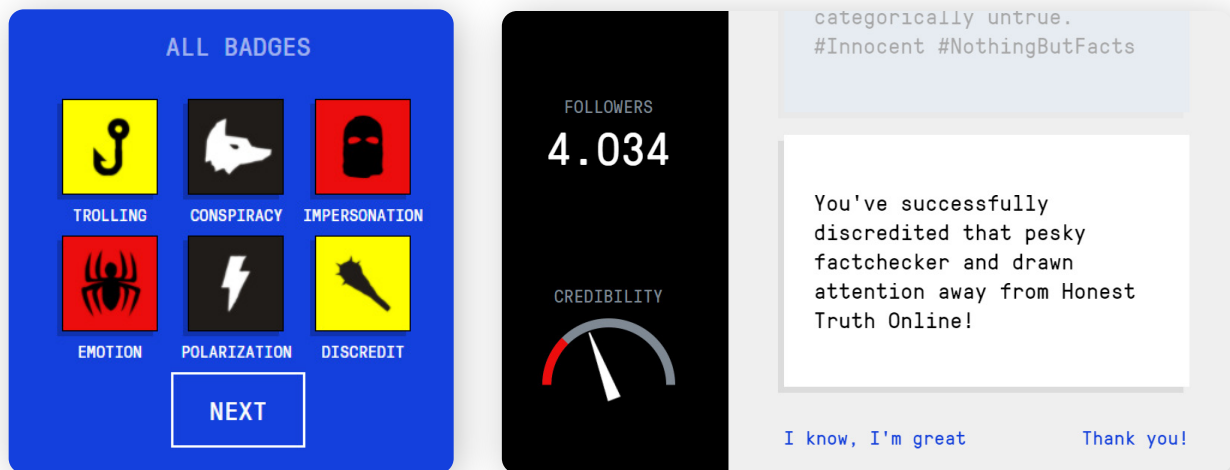 ALL BADGES
TROLLING
CONSPIRACY
IMPERSONATION
EMOTION
POLARIZATION
DISCREDIT
NEXT
FOLLOWERS
4.034
CREDIBILITY
categorically untrue.
#Innocent #NothingButFacts
You've successfully
discredited that pesky
factchecker and drawn
attention away from Honest
Truth Online!
I know, I'm great
Thank you!